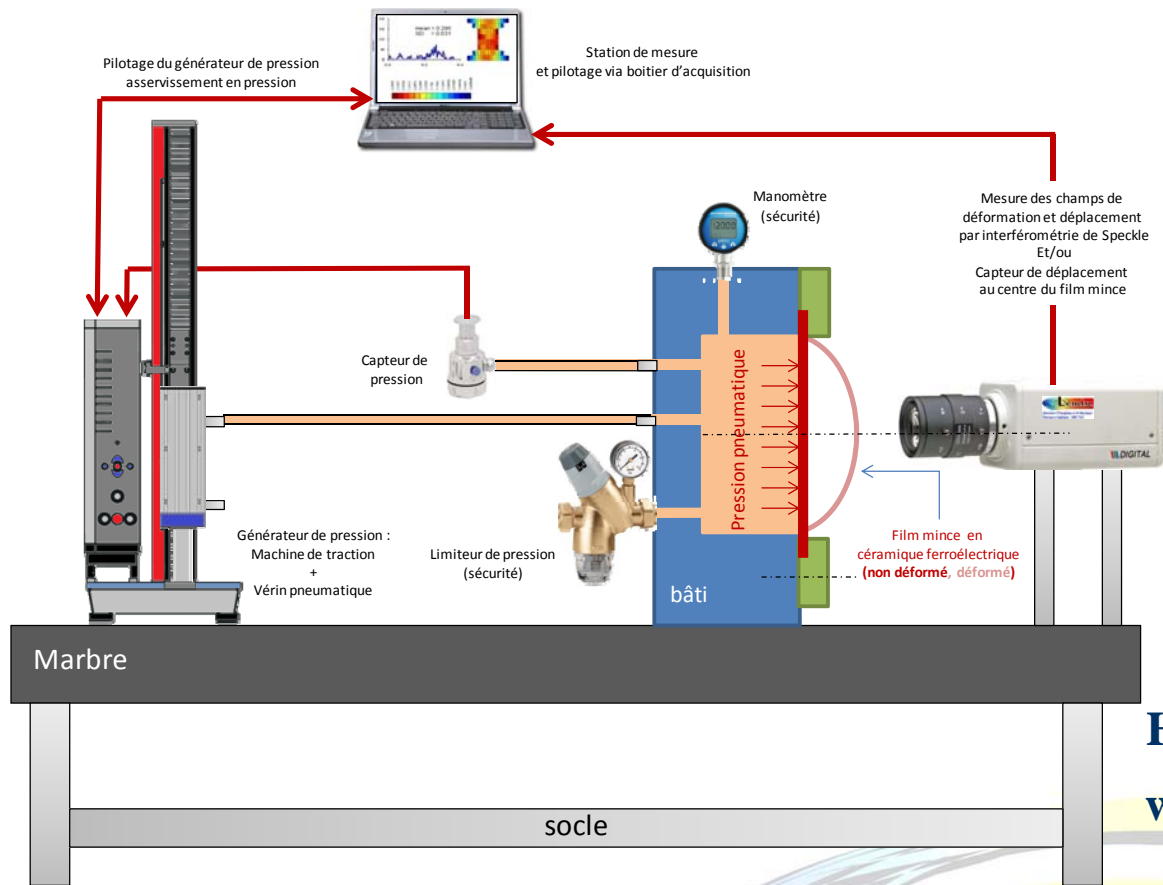 mean = 0.290
Pilotage du générateur de pression
asservissement en pression
Station de mesure
et pilotage via boitier d'acquisition
Manomètre
(sécurité)
Mesure des champs de
déformation et déplacement
par interférométrie de Speckle
Et/ou
Capteur de déplacement
au centre du film mince
Capteur de
pression
Pression pneumatique
DIGITAL
Générateur de pression :
Machine de traction
+
Vérin pneumatique
Limiteur de pression
(sécurité)
Film mince en
céramique ferroélectrique
(non déformé, déformé)
bâti
Marbre
socle